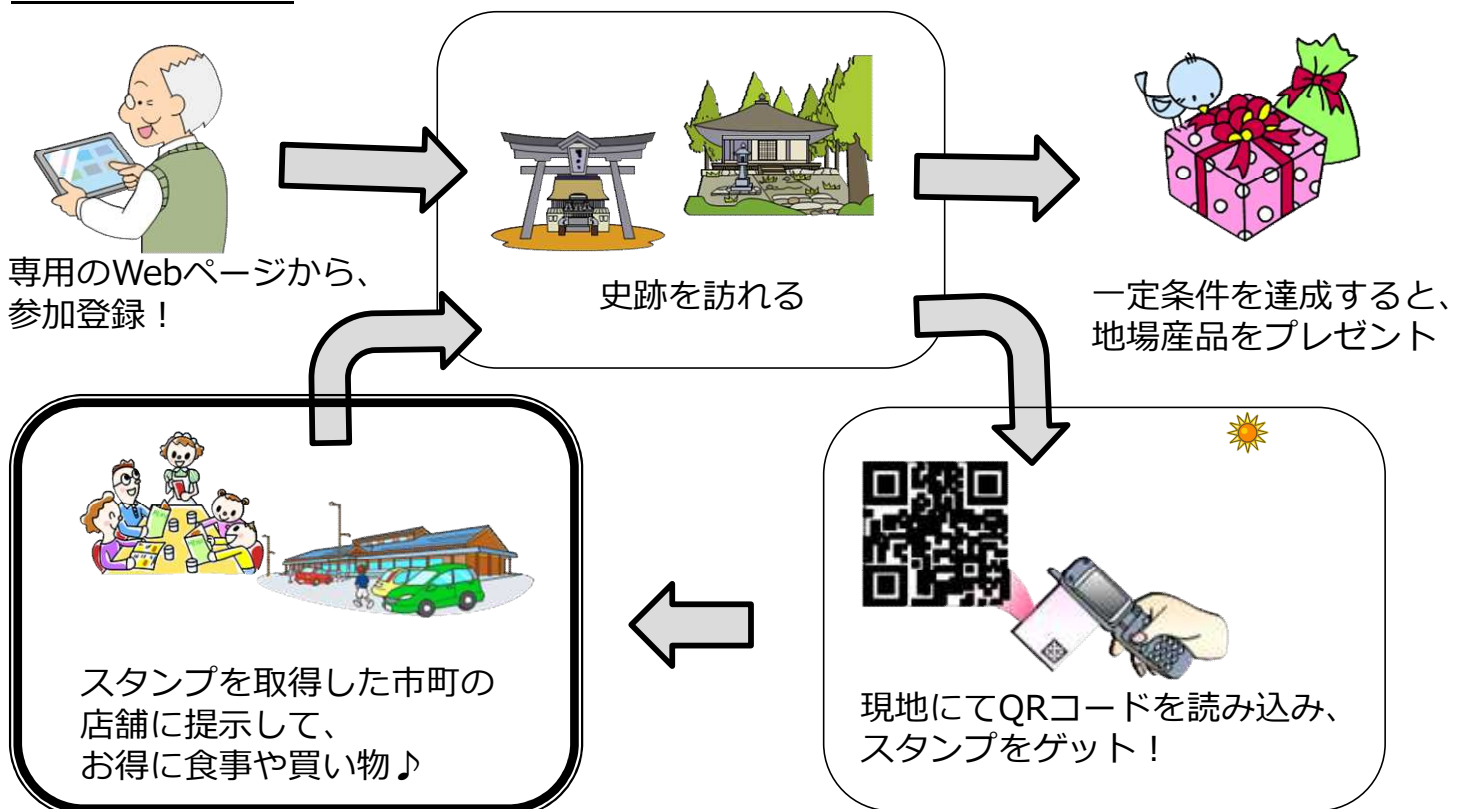 専用のWebページから、
参加登録！
史跡を訪れる
一定条件を達成すると、
地場産品をプレゼント
現地にてQRコードを読み込み、
スタンプをゲット！
スタンプを取得した市町の
店舗に提示して、
お得に食事や買い物♪